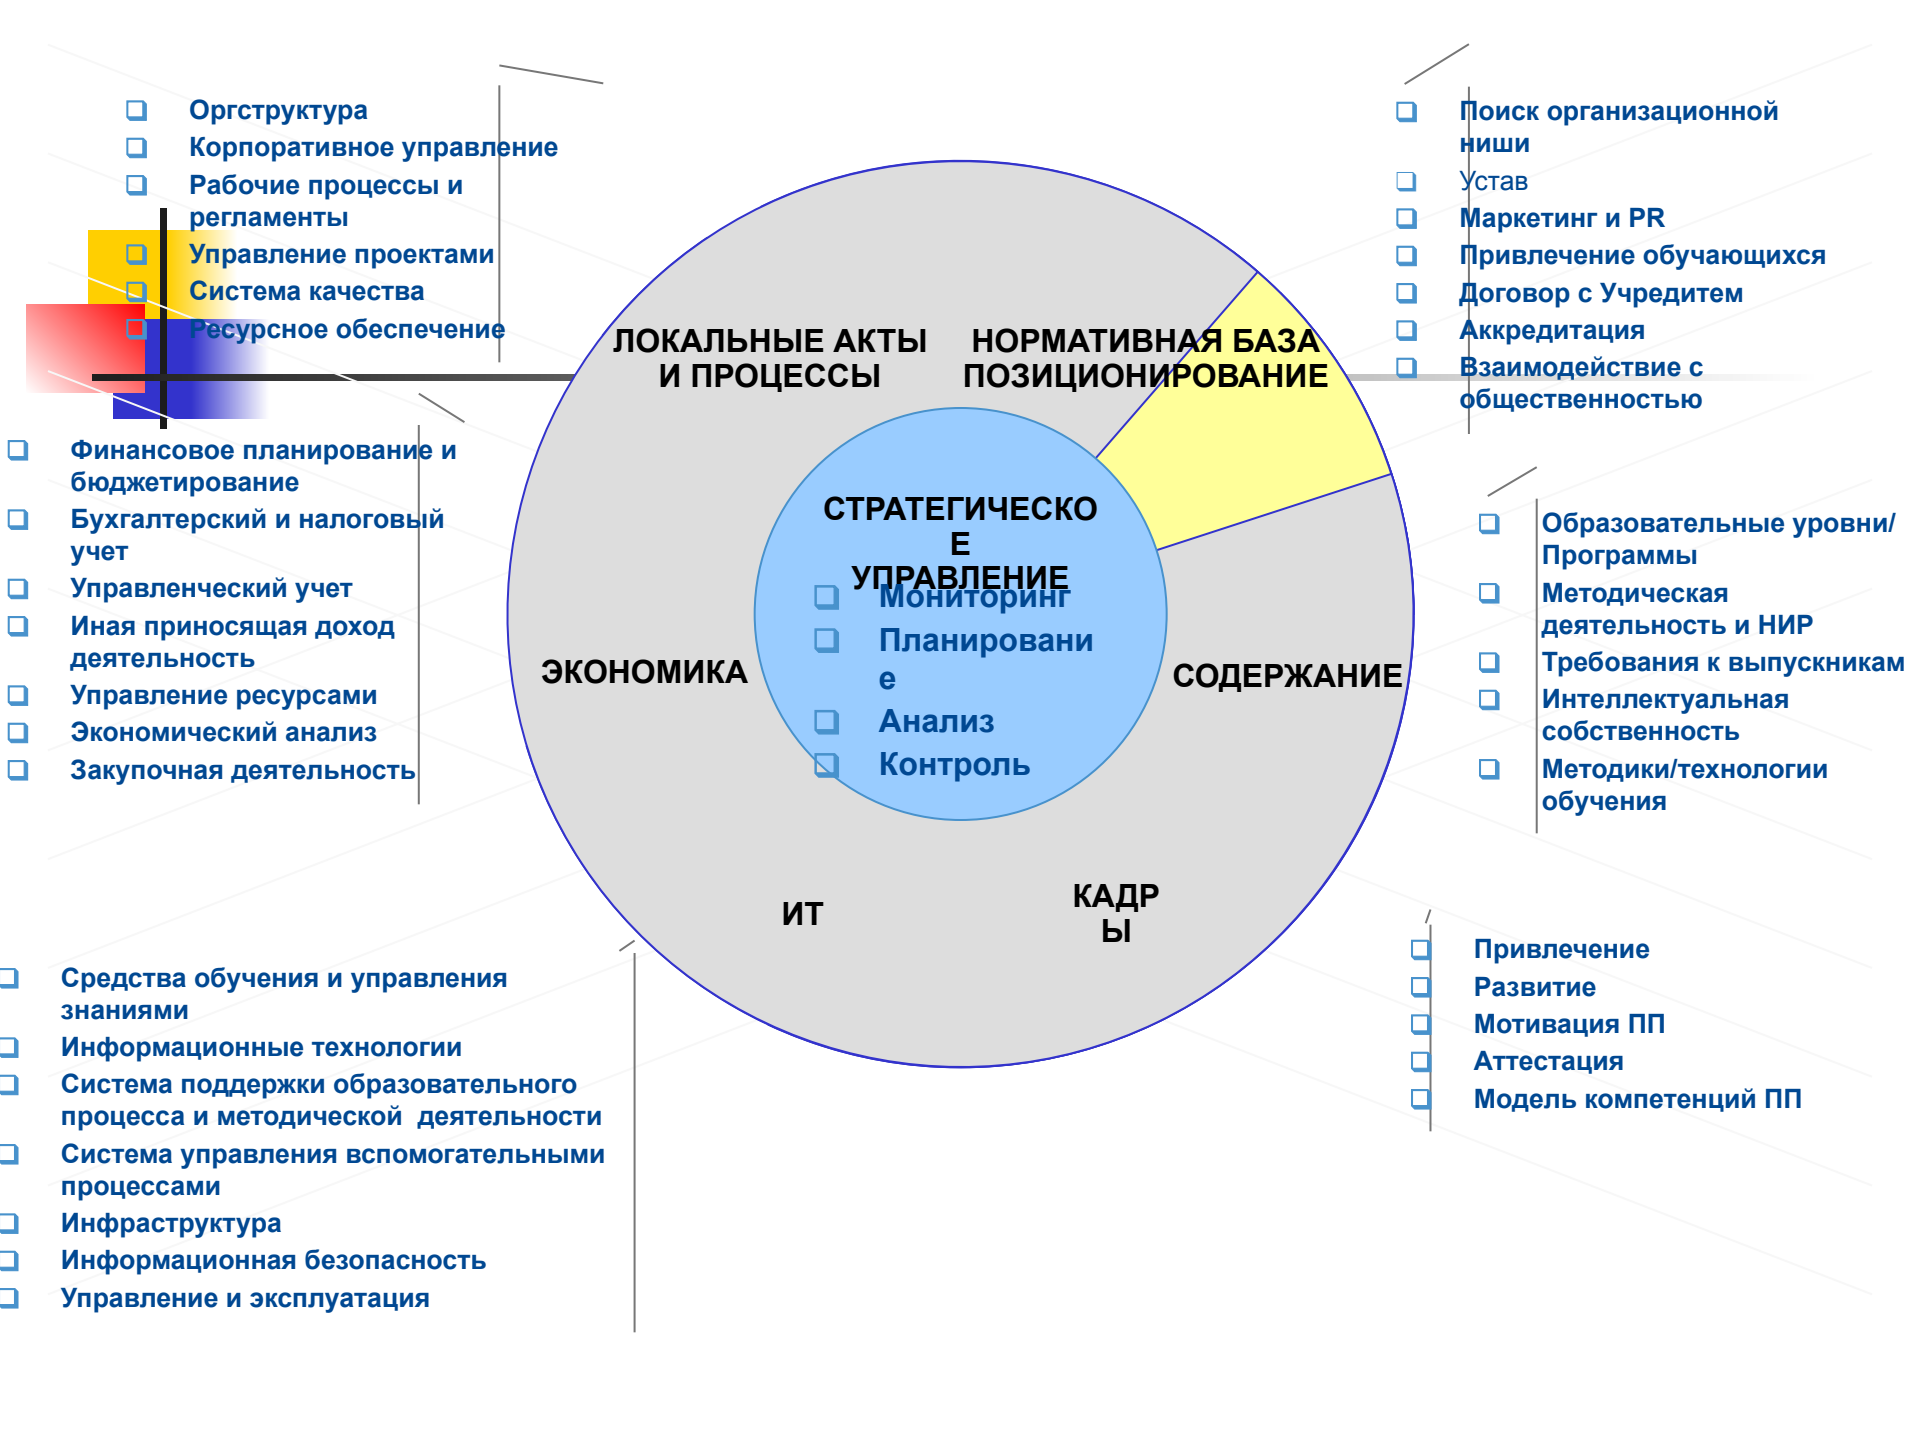 Оргструктура
Корпоративное управление
Рабочие процессы и
регламенты
Управление проектами
Система качества
Ресурсное обеспечение
Поиск организационной
ниши
Устав
Маркетинг и PR
Привлечение обучающихся
Договор с Учредитем
Аккредитация
Взаимодействие с
общественностью
ЛОКАЛЬНЫЕ АКТЫ
И ПРОЦЕССЫ
НОРМАТИВНАЯ БАЗА
ПОЗИЦИОНИРОВАНИЕ
Финансовое планирование и
бюджетирование
Бухгалтерский и налоговый
учет
Управленческий учет
Иная приносящая доход
деятельность
Управление ресурсами
Экономический анализ
Закупочная деятельность
СТРАТЕГИЧЕСКО
Е
УПРАВЛЕНИЕ
Мониторинг
Планировани
е
Анализ
Контроль
ЭКОНОМИКА
СОДЕРЖАНИЕ
Образовательные уровни/
Программы
Методическая
деятельность и НИР
Требования к выпускникам
Интеллектуальная
собственность
Методики/технологии
обучения
ИТ
КАДР
Ы
Средства обучения и управления
знаниями
Информационные технологии
Система поддержки образовательного
процесса и методической  деятельности
Система управления вспомогательными
процессами
Инфраструктура
Информационная безопасность
Управление и эксплуатация
Привлечение
Развитие
Мотивация ПП
Аттестация
Модель компетенций ПП